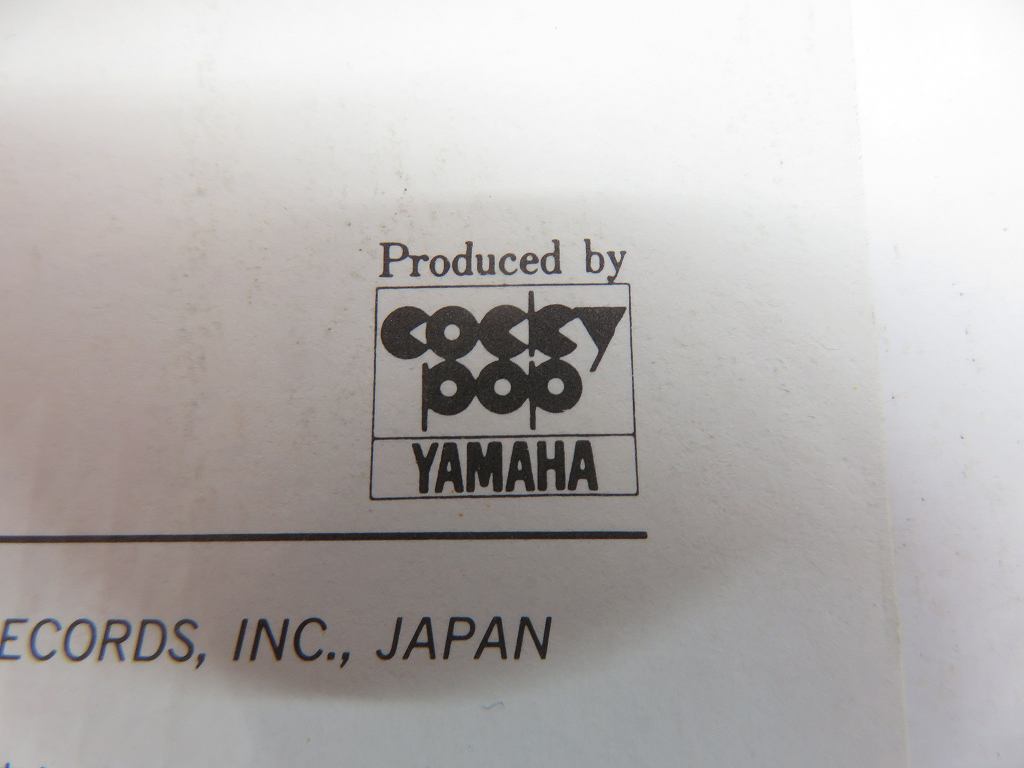 Produced by
cocky
pop
YAMAHA
ECORDS, INC., JAPAN